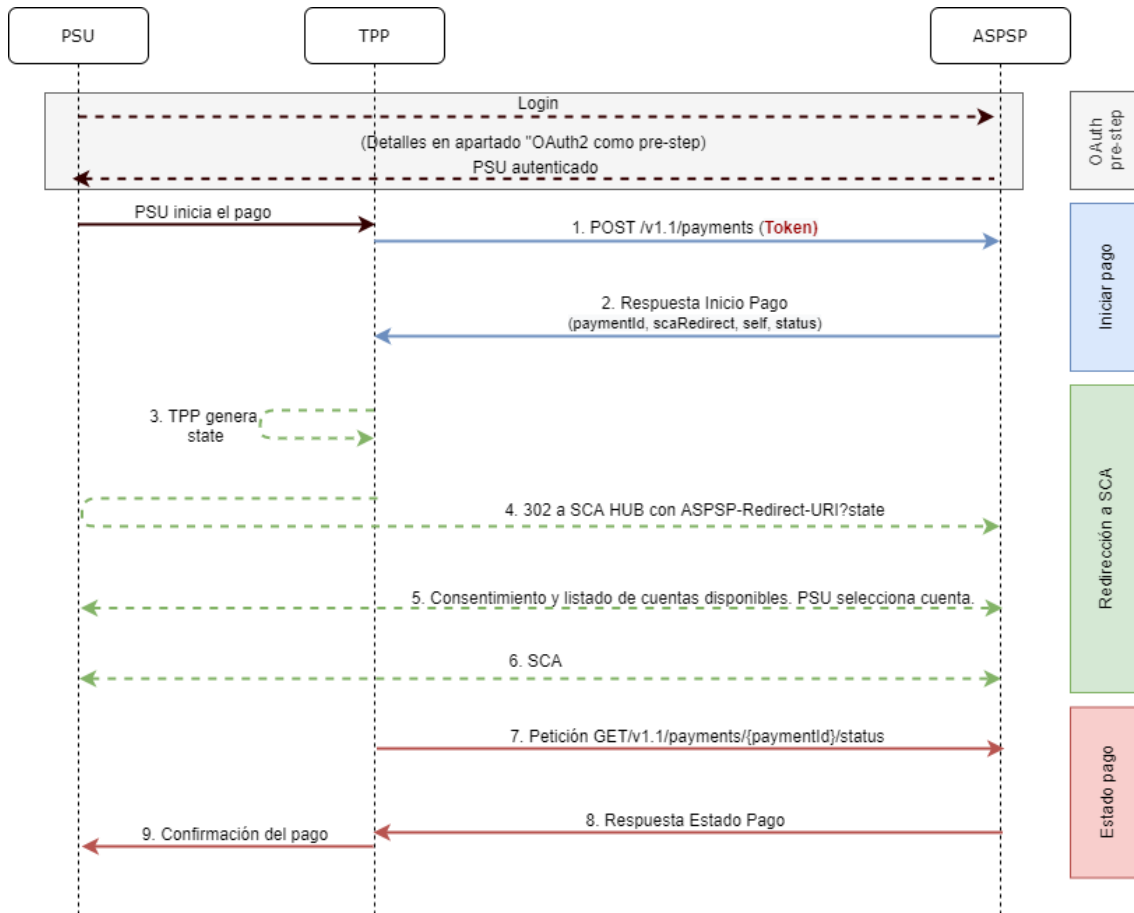 PSU
TPP
ASPSP
Login
(Detalles en apartado "OAuth2 como pre-step)
PSU autenticado
OAuth
pre-step
PSU inicia el pago
1. POST /v1.1/payments (Token)
2. Respuesta Inicio Pago
(paymentId, scaRedirect, self, status)
Iniciar pago
3. TPP genera
state
4. 302 a SCA HUB con ASPSP-Redirect-URI?state
5. Consentimiento y listado de cuentas disponibles. PSU selecciona cuenta.
6. SCA
Redirección a SCA
7. Petición GET/v1.1/payments/{paymentId}/status
8. Respuesta Estado Pago
9. Confirmación del pago
Estado pago